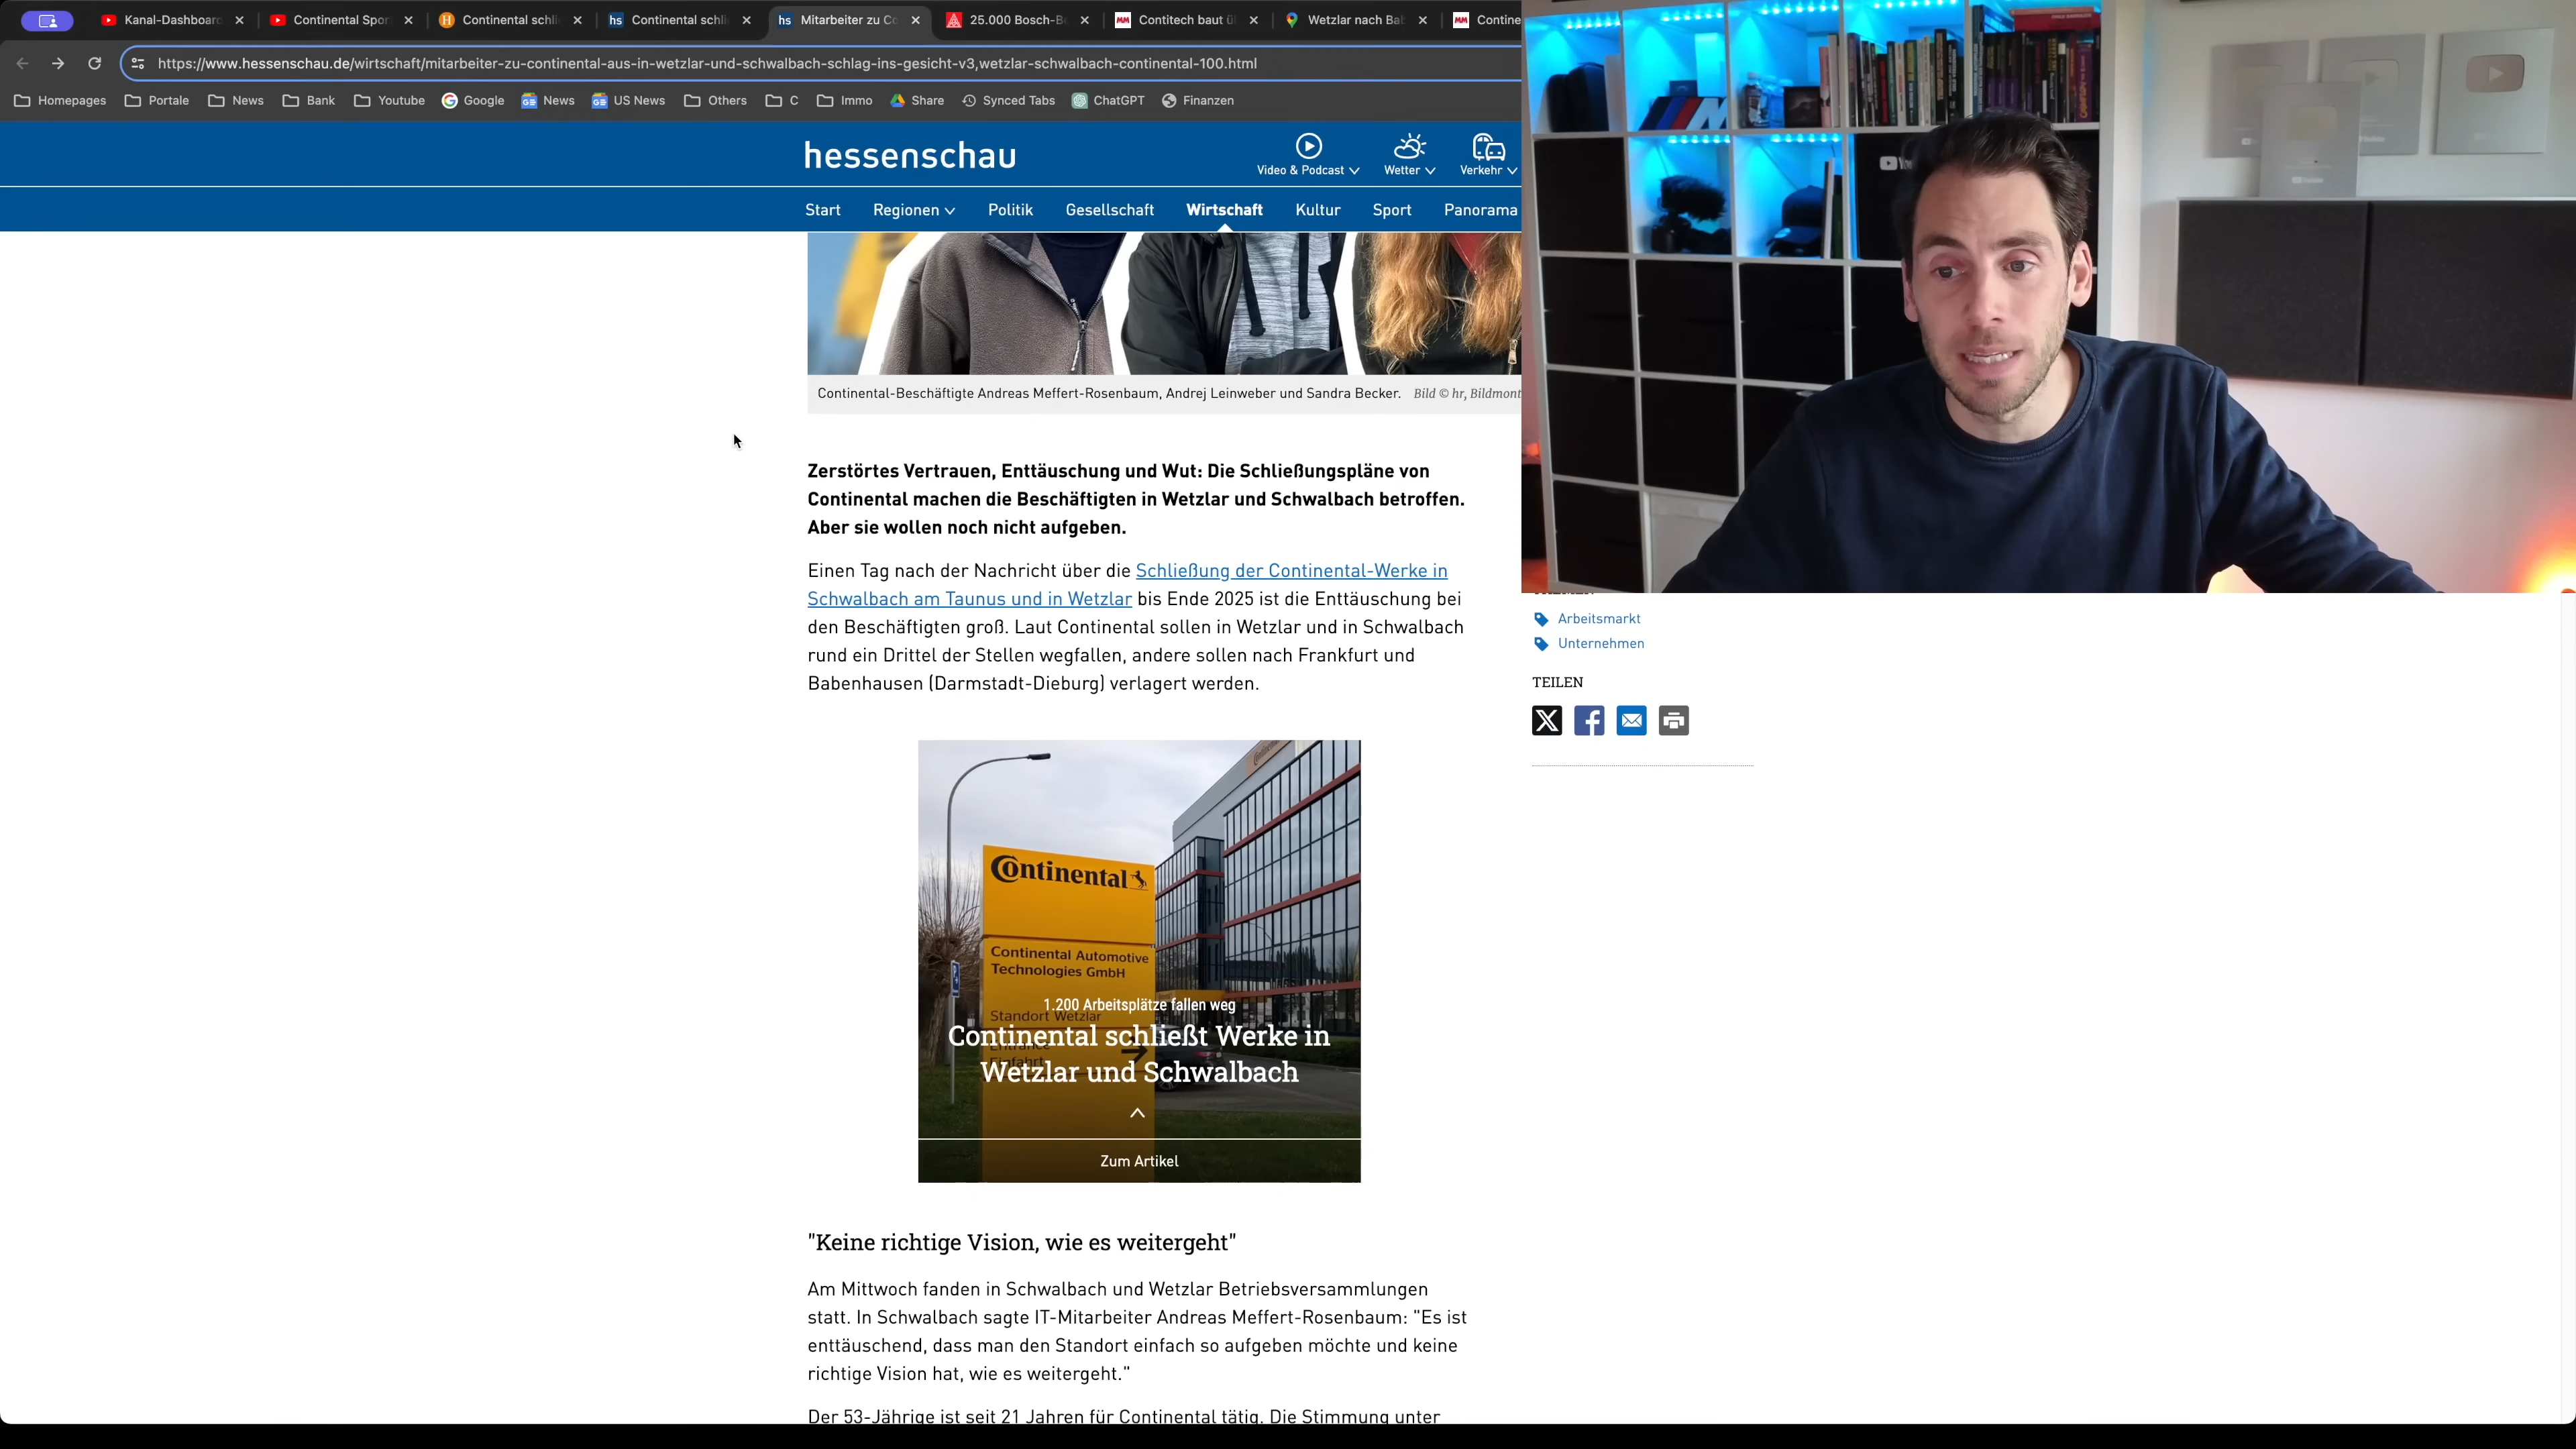 Kanal-Dashboard
Continental Spor
Continental schli
Continental schli
Mitarbeiter zu Co
25.000 Bosch-B
Contitech baut ü
Wetzlar nach Bab
Contine
https://www.hessenschau.de/wirtschaft/mitarbeiter-zu-continental-aus-in-wetzlar-und-schwalbach-schlag-ins-gesicht-v3,wetzlar-schwalbach-continental-100.html
Homepages Portale News Bank Youtube Google News US News Others C Immo Share Synced Tabs ChatGPT Finanzen
hessenschau
Video & Podcast Wetter Verkehr
Start Regionen Politik Gesellschaft Wirtschaft Kultur Sport Panorama
Continental-Beschäftigte Andreas Meffert-Rosenbaum, Andrej Leinweber und Sandra Becker. Bild © hr, Bildmont
Zerstörtes Vertrauen, Enttäuschung und Wut: Die Schließungspläne von
Continental machen die Beschäftigten in Wetzlar und Schwalbach betroffen.
Aber sie wollen noch nicht aufgeben.
Einen Tag nach der Nachricht über die Schließung der Continental-Werke in
Schwalbach am Taunus und in Wetzlar bis Ende 2025 ist die Enttäuschung bei
den Beschäftigten groß. Laut Continental sollen in Wetzlar und in Schwalbach
rund ein Drittel der Stellen wegfallen, andere sollen nach Frankfurt und
Babenhausen (Darmstadt-Dieburg) verlagert werden.
Arbeitsmarkt
Unternehmen
TEILEN
Continental
Continental Automotive
Technologies GmbH
1.200 Arbeitsplätze fallen weg
Standort Wetzlar
Continental schließt Werke in
Einfahrt
Wetzlar und Schwalbach
Zum Artikel
"Keine richtige Vision, wie es weitergeht"
Am Mittwoch fanden in Schwalbach und Wetzlar Betriebsversammlungen
statt. In Schwalbach sagte IT-Mitarbeiter Andreas Meffert-Rosenbaum: "Es ist
enttäuschend, dass man den Standort einfach so aufgeben möchte und keine
richtige Vision hat, wie es weitergeht."
Der 53-Jährige ist seit 21 Jahren für Continental tätig. Die Stimmung unter